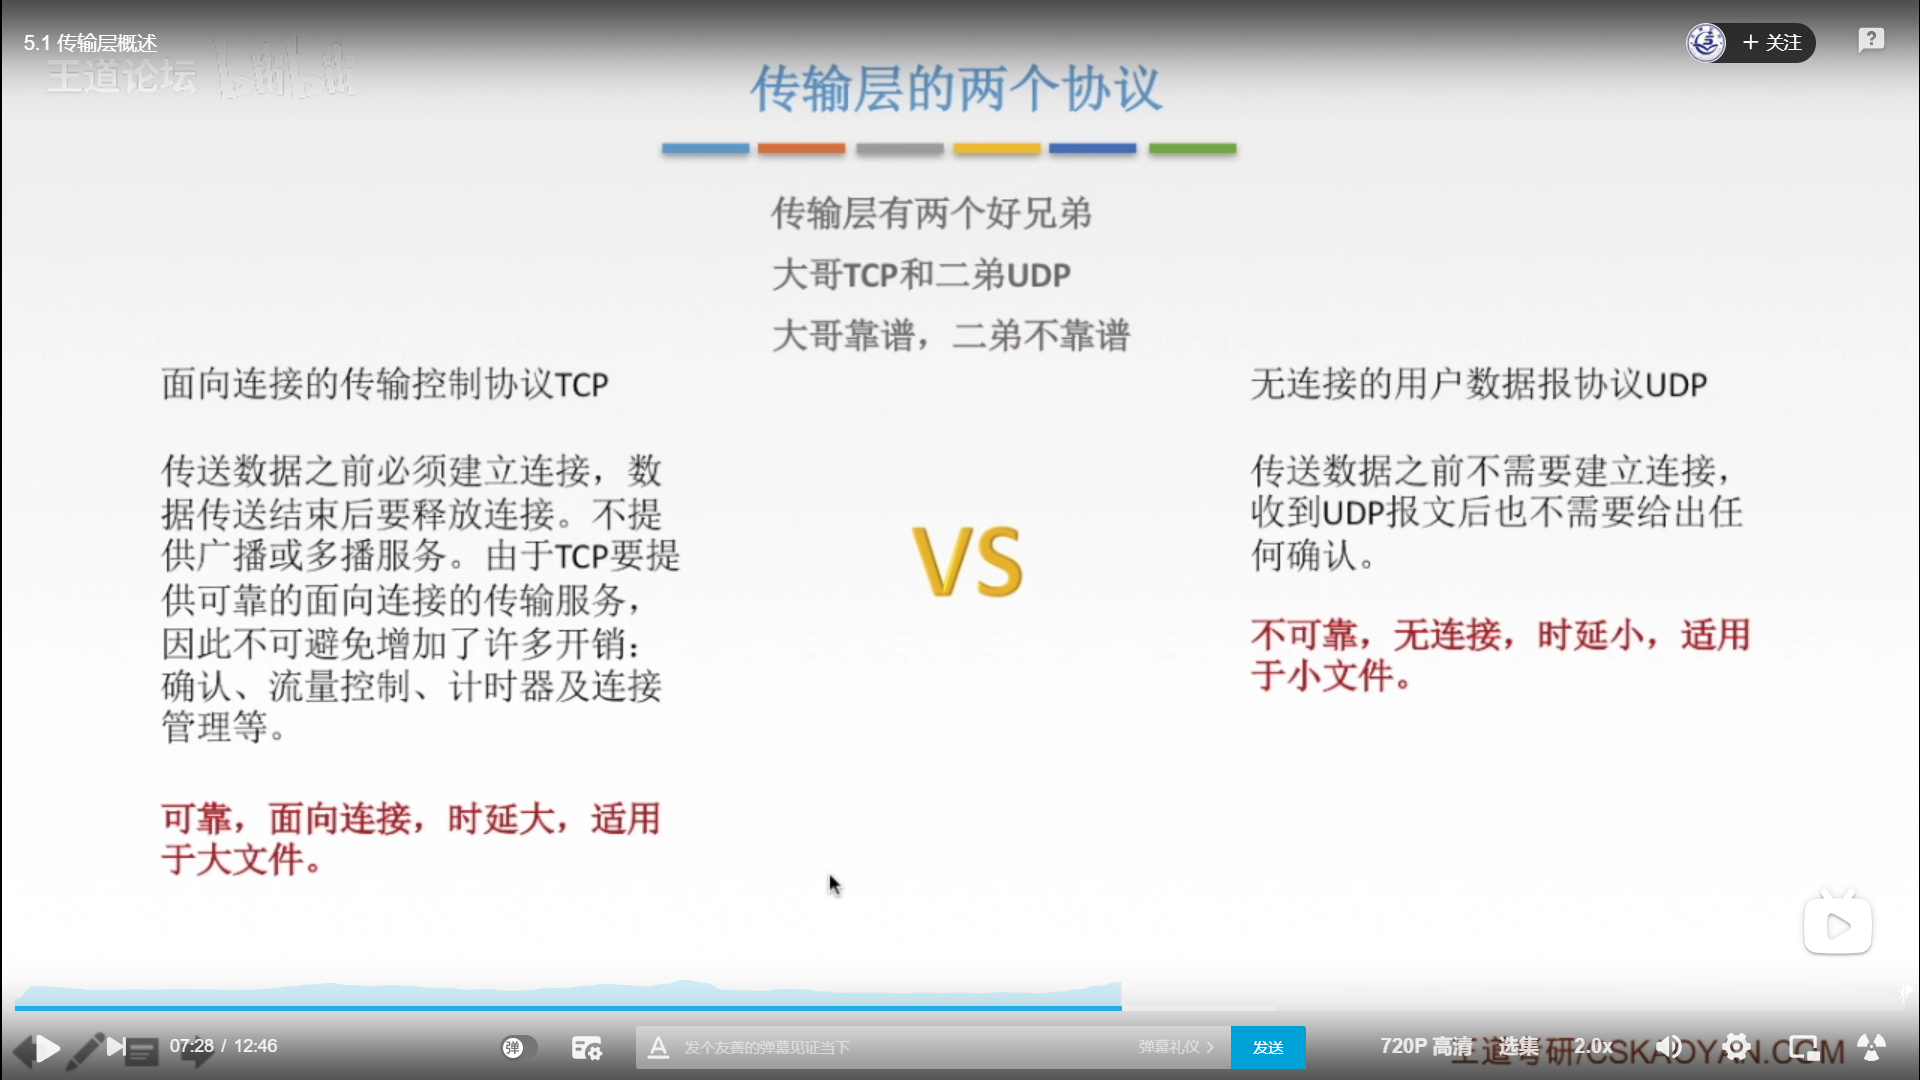 5.1 传输层概述
+ 关注
王道论坛 bilibili
传输层的两个协议
传输层有两个好兄弟
大哥TCP和二弟UDP
大哥靠谱，二弟不靠谱
面向连接的传输控制协议TCP
传送数据之前必须建立连接，数
据传送结束后要释放连接。不提
供广播或多播服务。由于TCP要提
供可靠的面向连接的传输服务，
因此不可避免增加了许多开销：
确认、流量控制、计时器及连接
管理等。
可靠，面向连接，时延大，适用
于大文件。
VS
无连接的用户数据报协议UDP
传送数据之前不需要建立连接，
收到UDP报文后也不需要给出任
何确认。
不可靠，无连接，时延小，适用
于小文件。
07:28 / 12:46
弹
发个友善的弹幕见证当下
弹幕礼仪
发送
720P 高清
选集
2.0x
王道考研/CSKAOYAN.COM